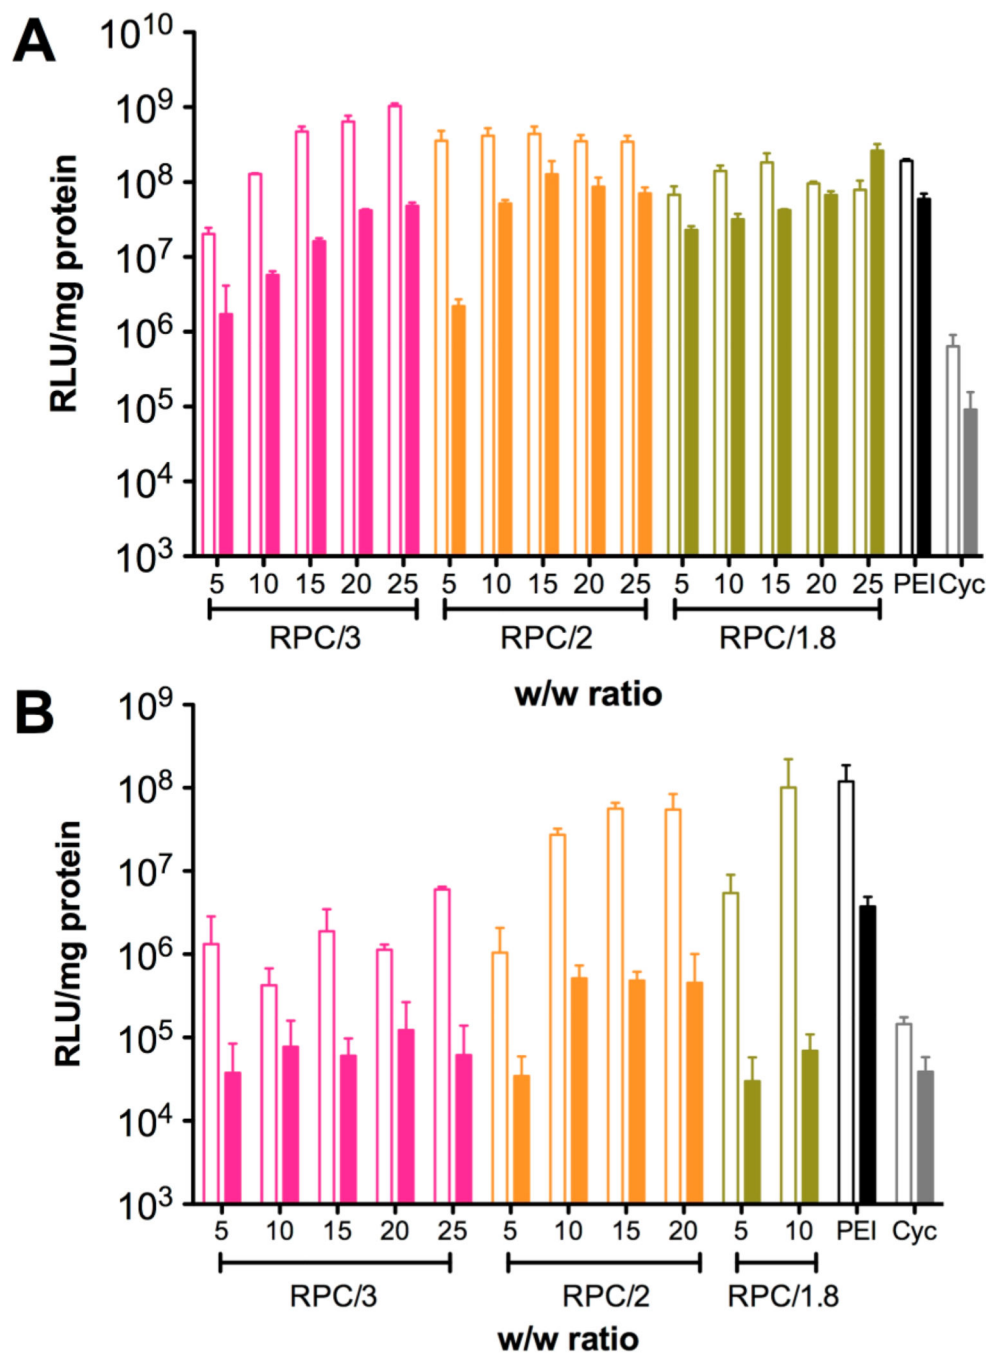 A
10^10
10^9
10^8
10^7
10^6
10^5
10^4
10^3
RLU/mg protein
5 10 15 20 25 5 10 15 20 25 5 10 15 20 25 PEI Cyc
RPC/3 RPC/2 RPC/1.8
w/w ratio
B
10^9
10^8
10^7
10^6
10^5
10^4
10^3
RLU/mg protein
5 10 15 20 25 5 10 15 20 5 10 PEI Cyc
RPC/3 RPC/2 RPC/1.8
w/w ratio